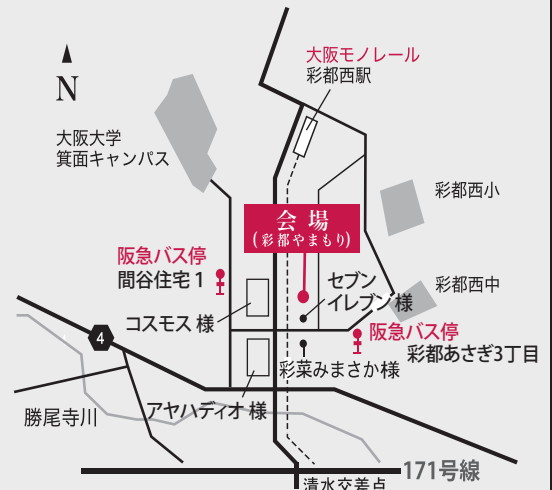 大阪モノレール
彩都西駅
N
大阪大学
箕面キャンパス
彩都西小
会 場
(彩都やまもり)
阪急バス停
間谷住宅 1
セブン
イレブン 様
彩都西中
コスモス 様
阪急バス停
彩都あさぎ3丁目
4
彩菜みまさか様
アヤハディオ 様
勝尾寺川
171号線
清水交差点